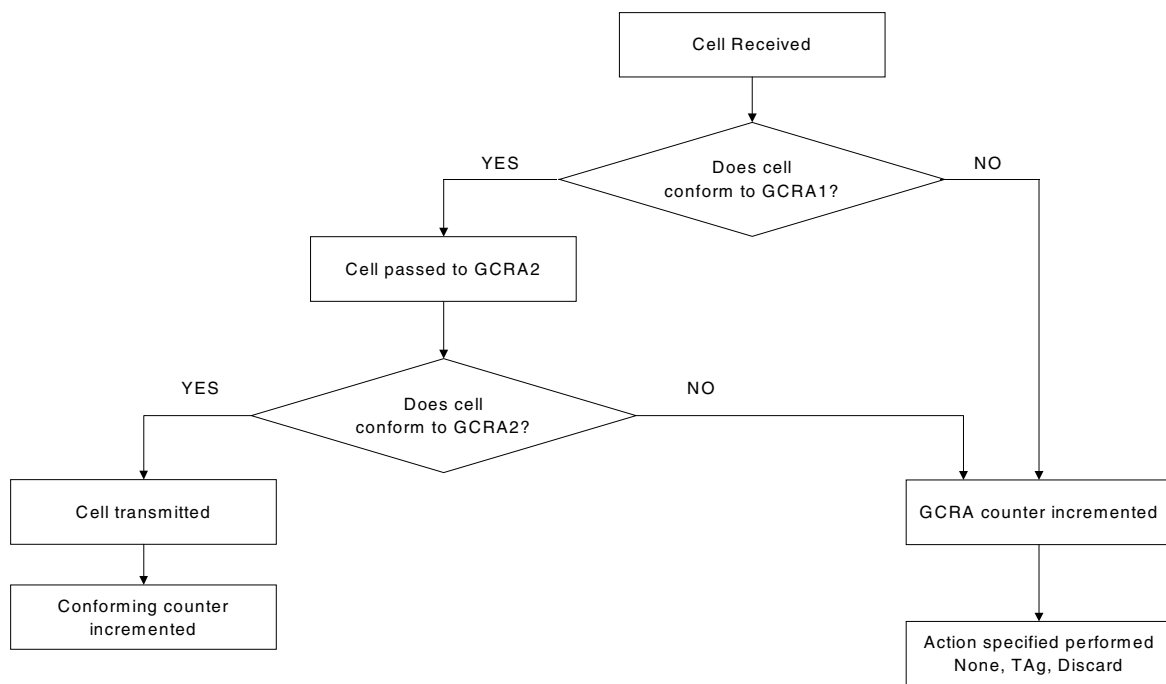 Cell Received
YES
Does cell
conform to GCRA1?
NO
Cell passed to GCRA2
YES
Does cell
conform to GCRA2?
NO
Cell transmitted
GCRA counter incremented
Conforming counter
incremented
Action specified performed
None, TAg, Discard